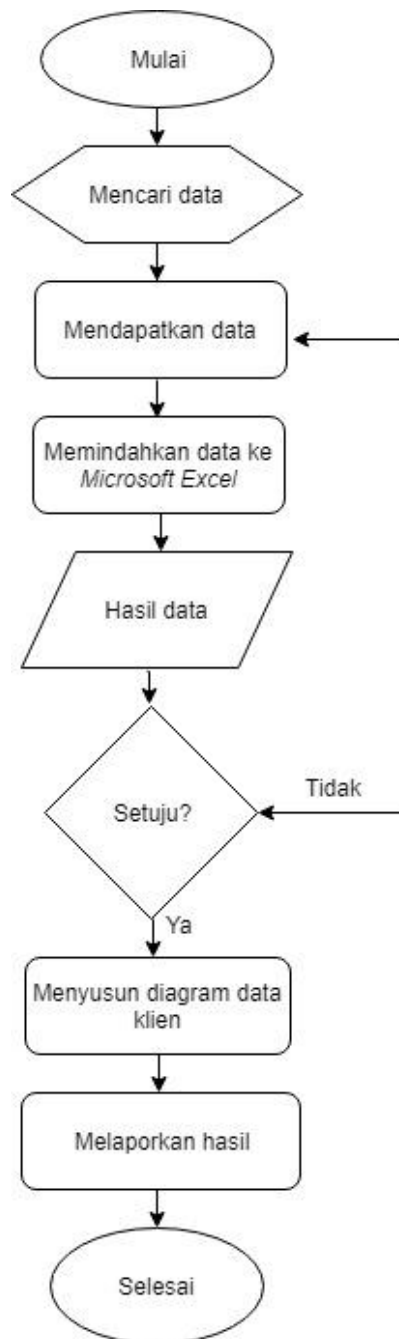 Mulai
Mencari data
Mendapatkan data
Memindahkan data ke
Microsoft Excel
Hasil data
Setuju?
Tidak
Ya
Menyusun diagram data
klien
Melaporkan hasil
Selesai